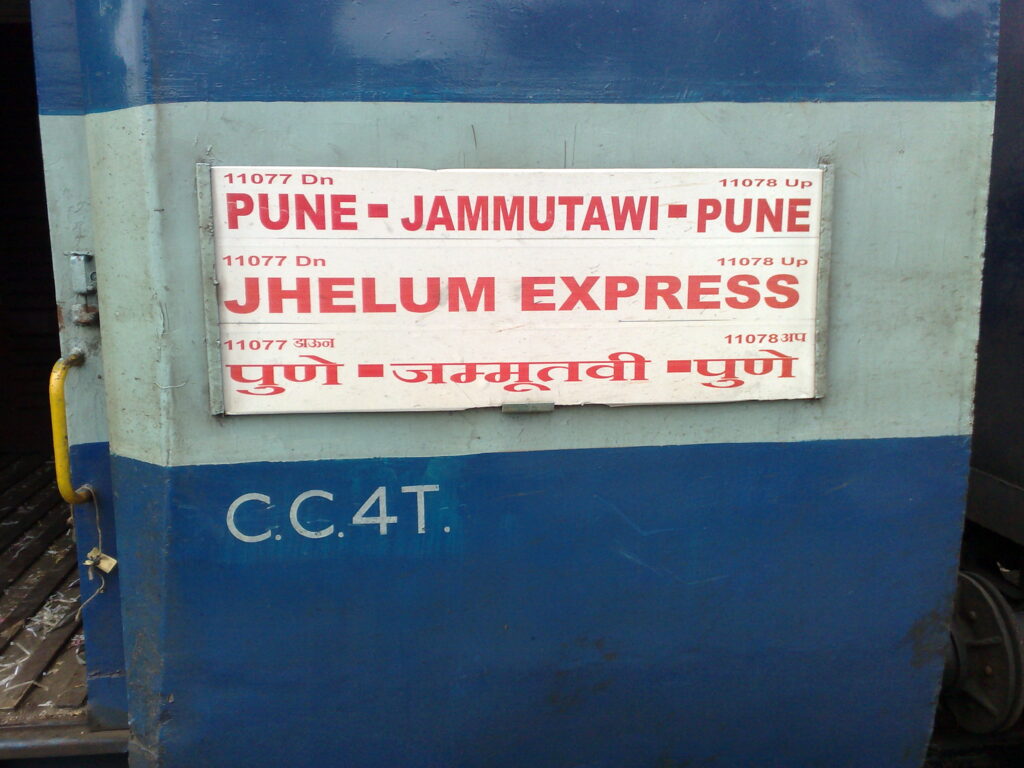 11077 Dn 11078 Up
PUNE - JAMMUTAWI - PUNE
11077 Dn 11078 Up
JHELUM EXPRESS
11077 डाऊन 11078 अप
पुणे - जम्मूतवी - पुणे
C.C.4T.